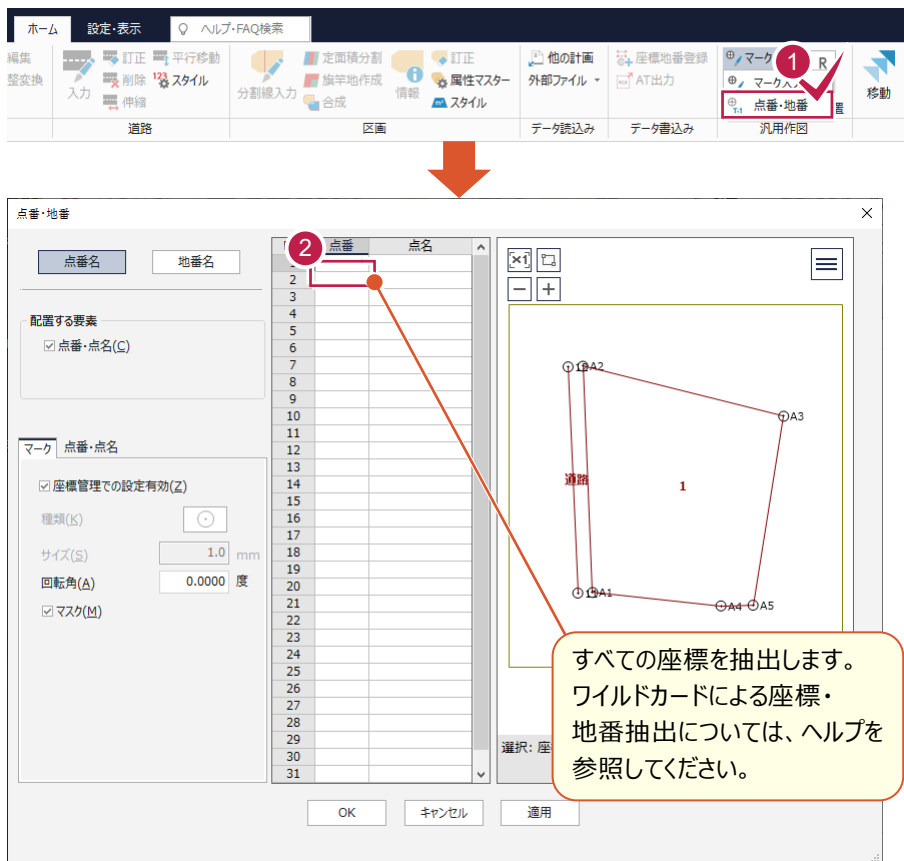 ホーム 設定・表示 ヘルプ・FAQ検索
編集 訂正 平行移動 定面積分割 訂正 他の計画 座標地番登録 マーク R
整変換 入力 削除 スタイル 分割線入力 旗竿地作成 情報 属性マスター 外部ファイル AT出力 移動
伸縮 合成 スタイル 点番・地番 置
道路 区画 データ読込み データ書込み 汎用作図
1
点番・地番
点番名 地番名
配置する要素
点番・点名(C)
マーク 点番・点名
座標管理での設定有効(Z)
種類(K)
サイズ(S) 1.0 mm
回転角(A) 0.0000 度
マスク(M)
2
点番 点名
1
2
3
4
5
6
7
8
9
10
11
12
13
14
15
16
17
18
19
20
21
22
23
24
25
26
27
28
29
30
31
A2
A3
道路
1
A1
A4
A5
選択: 座
すべての座標を抽出します。
ワイルドカードによる座標・
地番抽出については、ヘルプを
参照してください。
OK キャンセル 適用